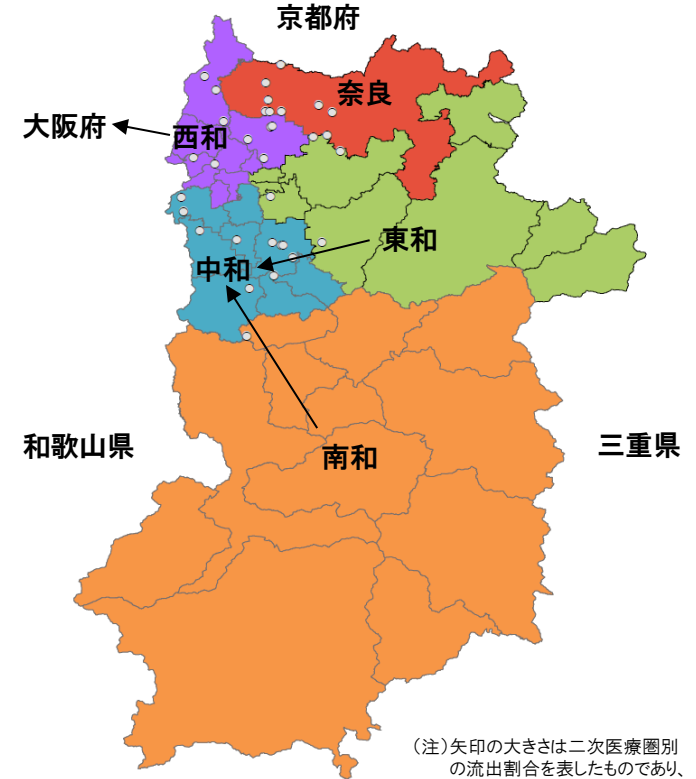 京都府
奈良
大阪府
西和
東和
中和
和歌山県
南和
三重県
（注）矢印の大きさは二次医療圏別
の流出割合を表したものであり、